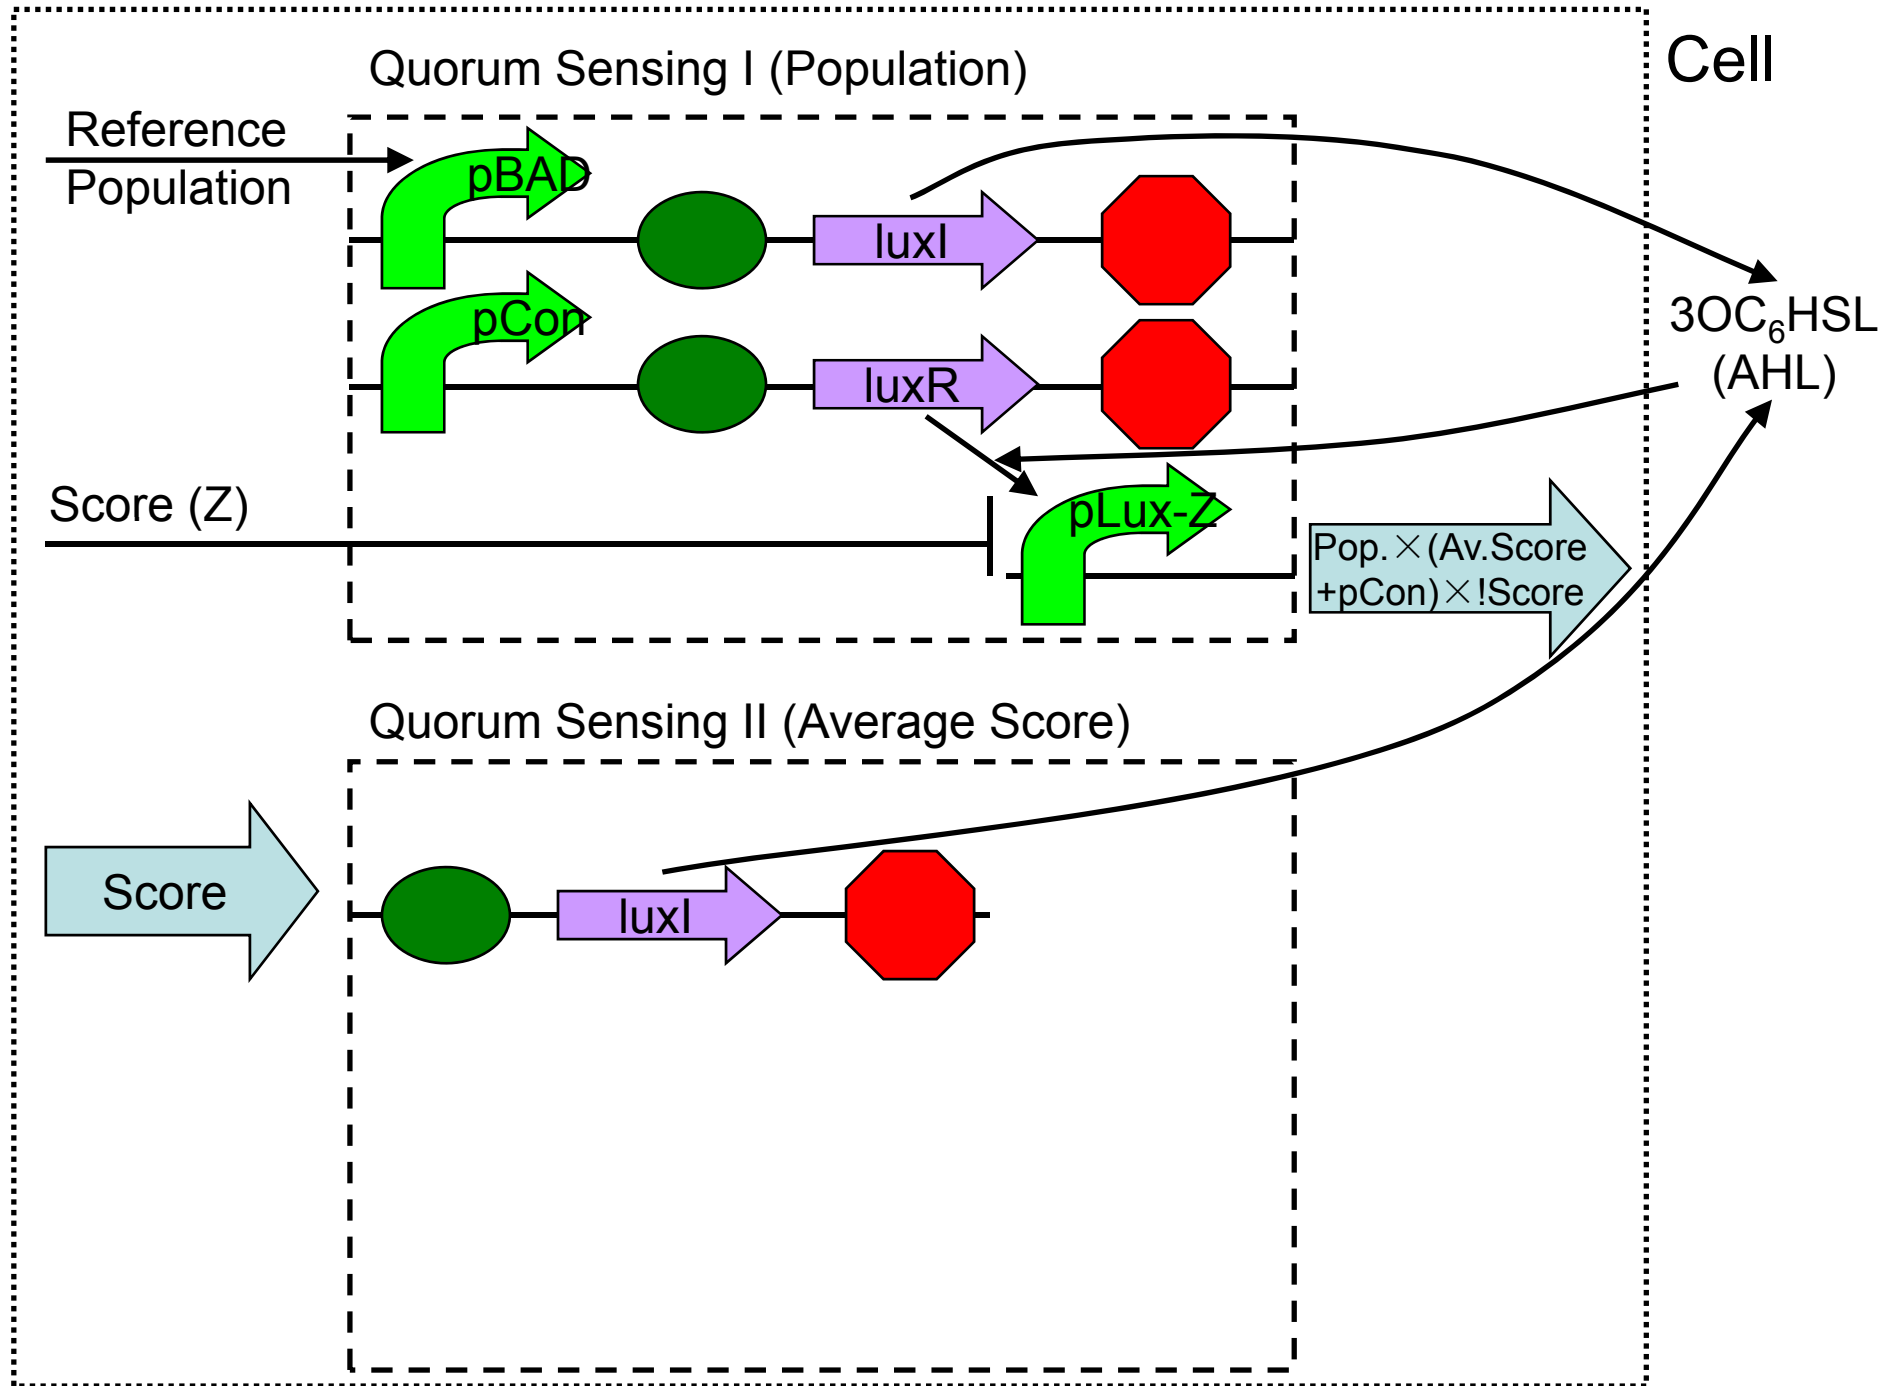 Cell
Quorum Sensing I (Population)
Reference
Population
pBAD
luxI
pCon
luxR
3OC₆HSL
(AHL)
Score (Z)
pLux-Z
Pop.×(Av.Score
+pCon)×!Score
Quorum Sensing II (Average Score)
Score
luxI